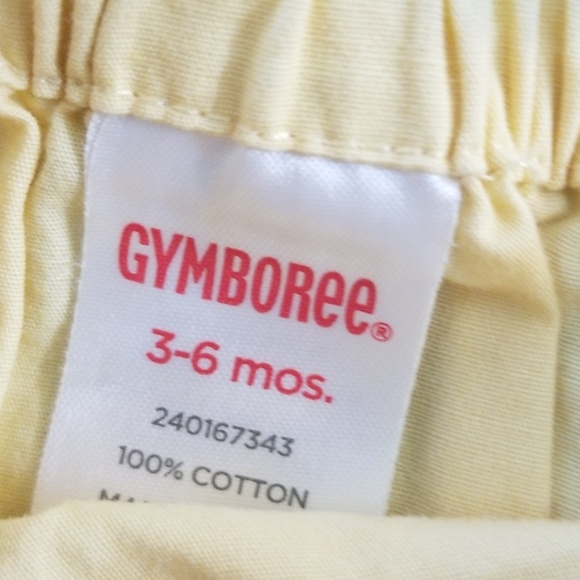 GYMBOREE®
3-6 mos.
240167343
100% COTTON